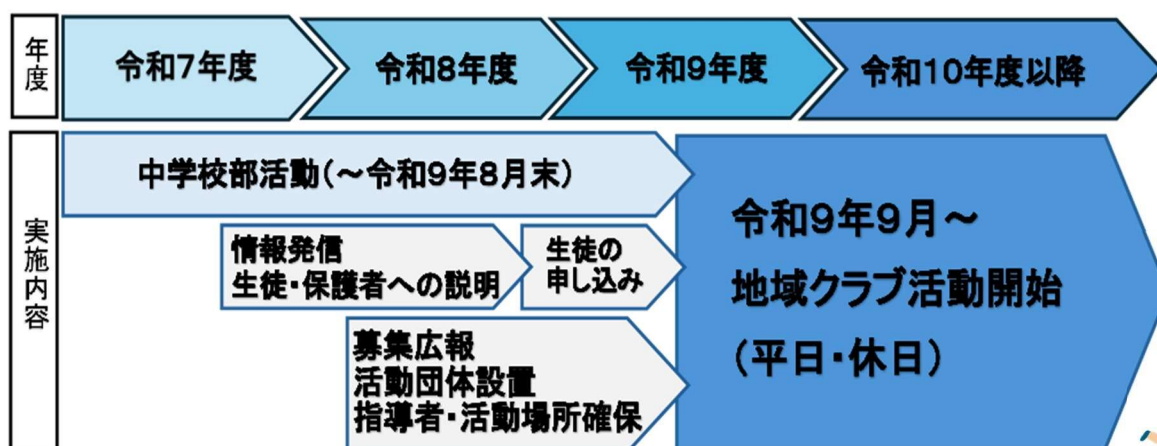 年度
令和7年度
令和8年度
令和9年度
令和10年度以降
実施内容
中学校部活動(～令和9年8月末)
情報発信
生徒・保護者への説明
生徒の
申し込み
募集広報
活動団体設置
指導者・活動場所確保
令和9年9月～
地域クラブ活動開始
(平日・休日)